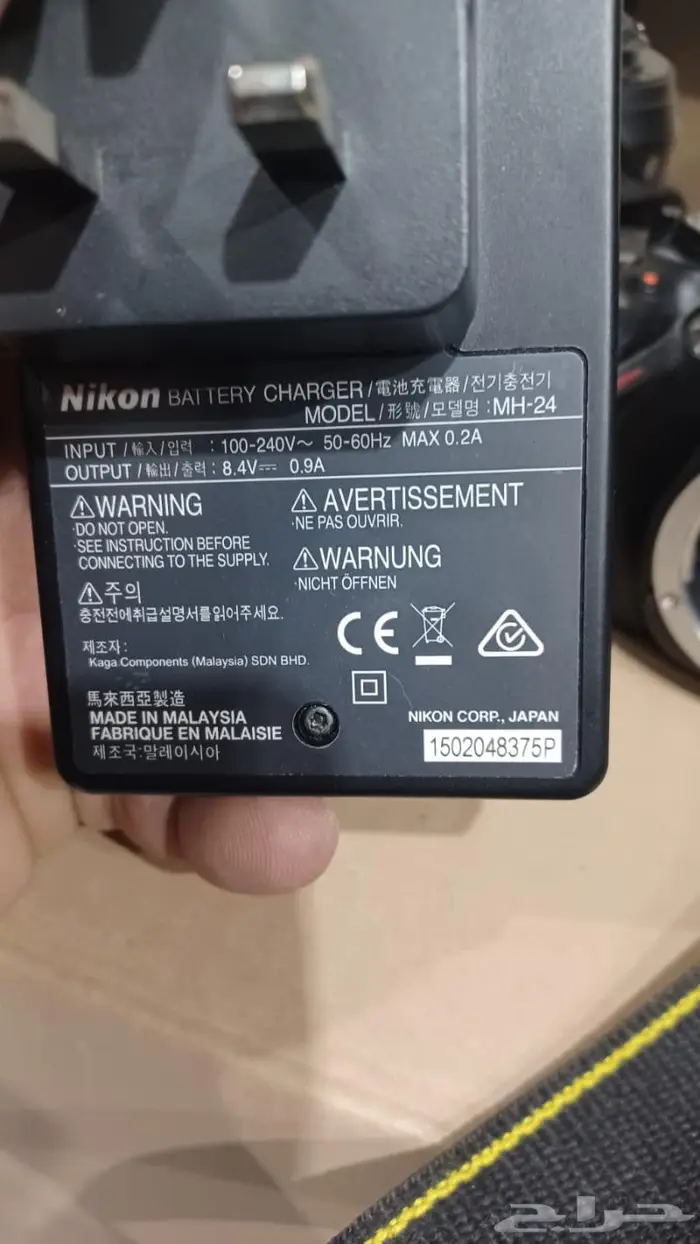 Nikon BATTERY CHARGER/電池充電器/전기충전기
MODEL/形號/모델명:MH-24
INPUT/輸入/입력 : 100-240V~ 50-60Hz MAX 0.2A
OUTPUT/輸出/출력 : 8.4V⎓ 0.9A
⚠WARNING
·DO NOT OPEN.
·SEE INSTRUCTION BEFORE
CONNECTING TO THE SUPPLY.
⚠주의
충전전에취급설명서를읽어주세요.
⚠ AVERTISSEMENT
·NE PAS OUVRIR.
⚠WARNUNG
·NICHT ÖFFNEN
제조자:
Kaga Components (Malaysia) SDN BHD.
CE
馬來西亞製造
MADE IN MALAYSIA
FABRIQUE EN MALAISIE
제조국:말레이시아
NIKON CORP., JAPAN
1502048375P
حراج